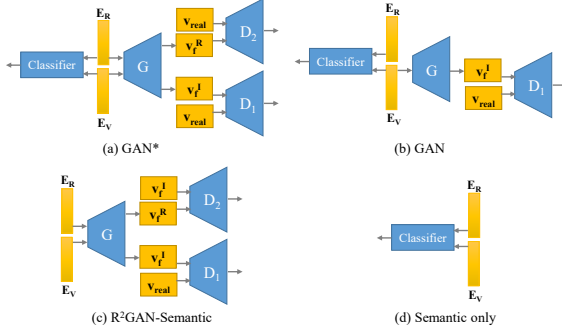 E_R
v_real
v_f^R
D_2
Classifier
G
v_f^I
v_real
D_1
E_V
(a) GAN*
E_R
Classifier
G
v_f^I
v_real
D_1
E_V
(b) GAN
E_R
v_f^I
v_f^R
D_2
G
v_f^I
v_real
D_1
E_V
(c) R²GAN-Semantic
E_R
Classifier
E_V
(d) Semantic only